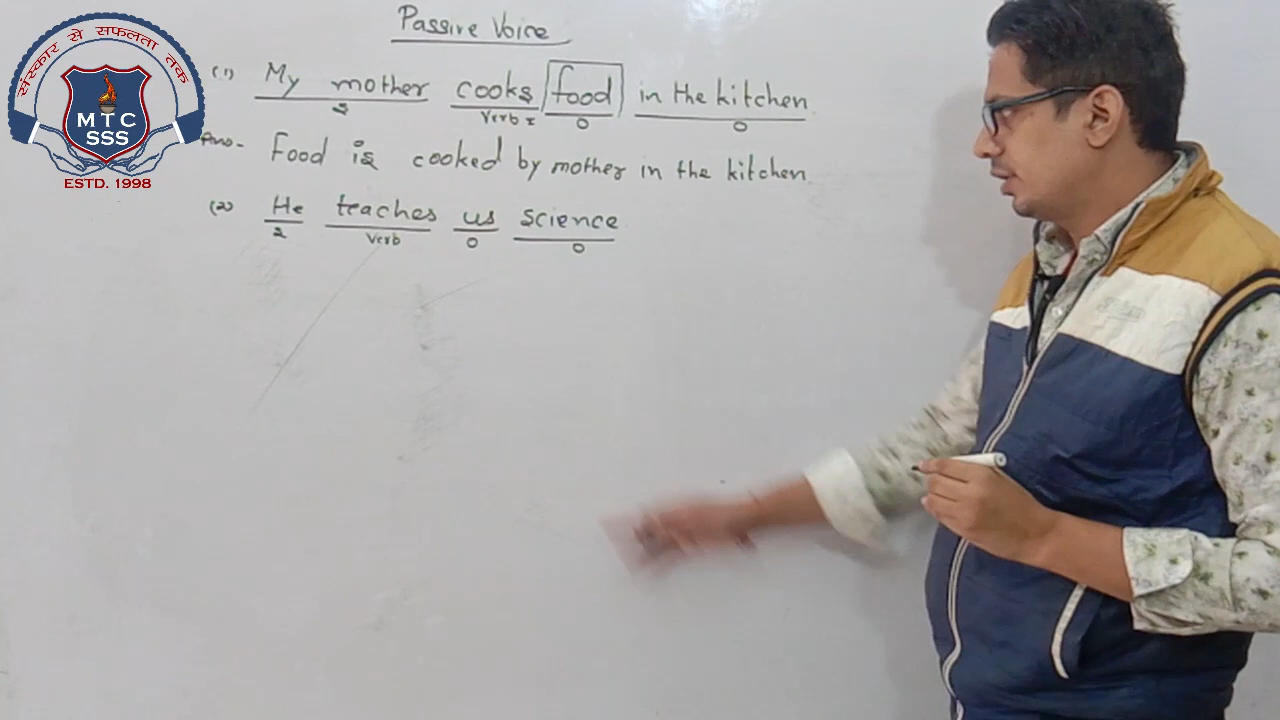 संस्कार से सफलता तक
MTC
SSS
ESTD. 1998
Passive Voice
(1) My mother cooks food in the kitchen
S Verb I O O
Ans- Food is cooked by mother in the kitchen
(2) He teaches us science
S Verb O O